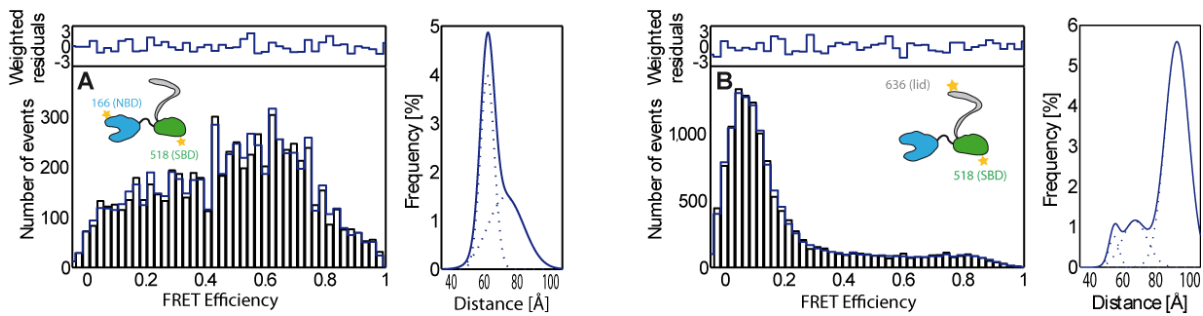 Weighted residuals
3
0
-3
A
166 (NBD)
518 (SBD)
Number of events
300
200
100
0
0 0.2 0.4 0.6 0.8 1
FRET Efficiency
Frequency [%]
5
4
3
2
1
0
40 60 80 100
Distance [Å]
Weighted residuals
3
0
-3
B
636 (lid)
518 (SBD)
Number of events
1,000
500
0
0 0.2 0.4 0.6 0.8 1
FRET Efficiency
Frequency [%]
6
5
4
3
2
1
0
40 60 80 100
Distance [Å]